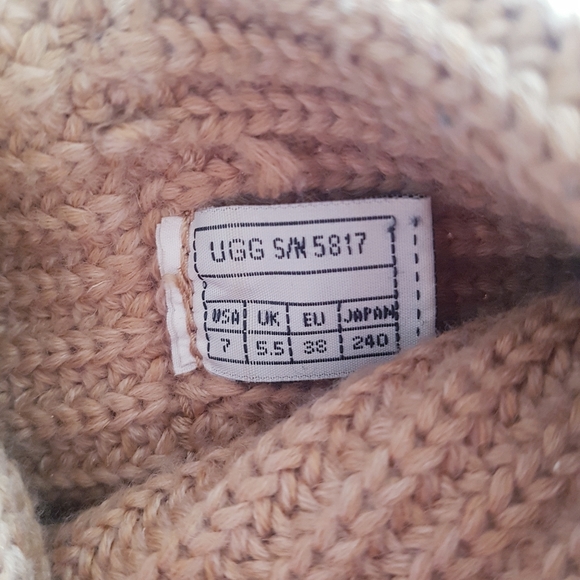 UGG S/N 5817
USA UK EU JAPAN
7 5.5 38 240